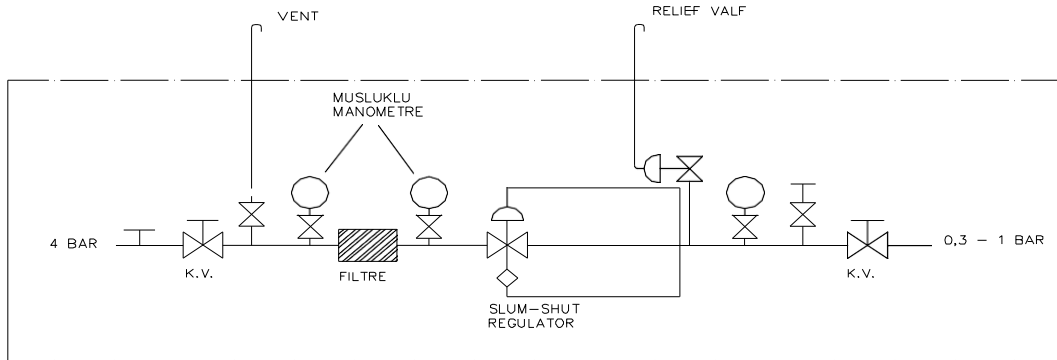 VENT
RELIEF VALF
MUSLUKLU
MANOMETRE
4 BAR
0,3 - 1 BAR
K.V.
FILTRE
K.V.
SLUM-SHUT
REGULATOR